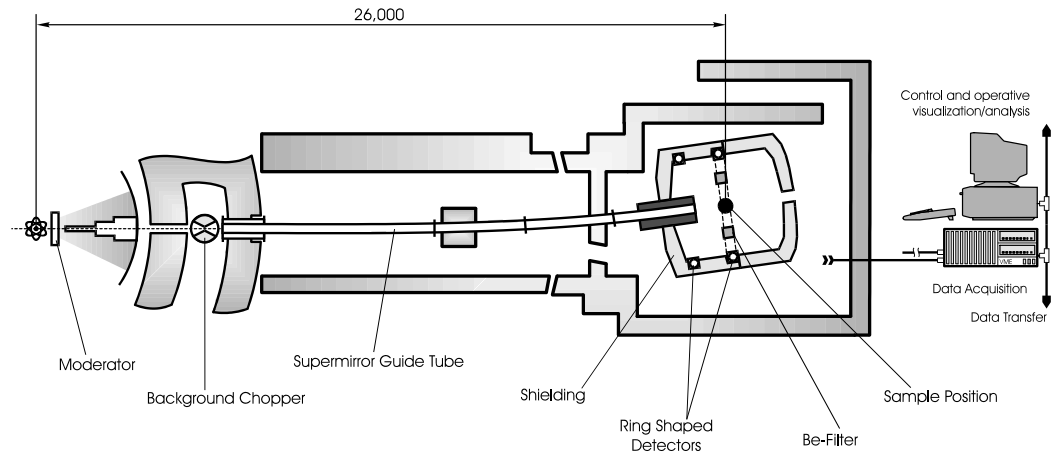 26,000
Control and operative
visualization/analysis
VME
Data Acquisition
Data Transfer
Moderator
Supermirror Guide Tube
Background Chopper
Shielding
Sample Position
Ring Shaped
Detectors
Be-Filter